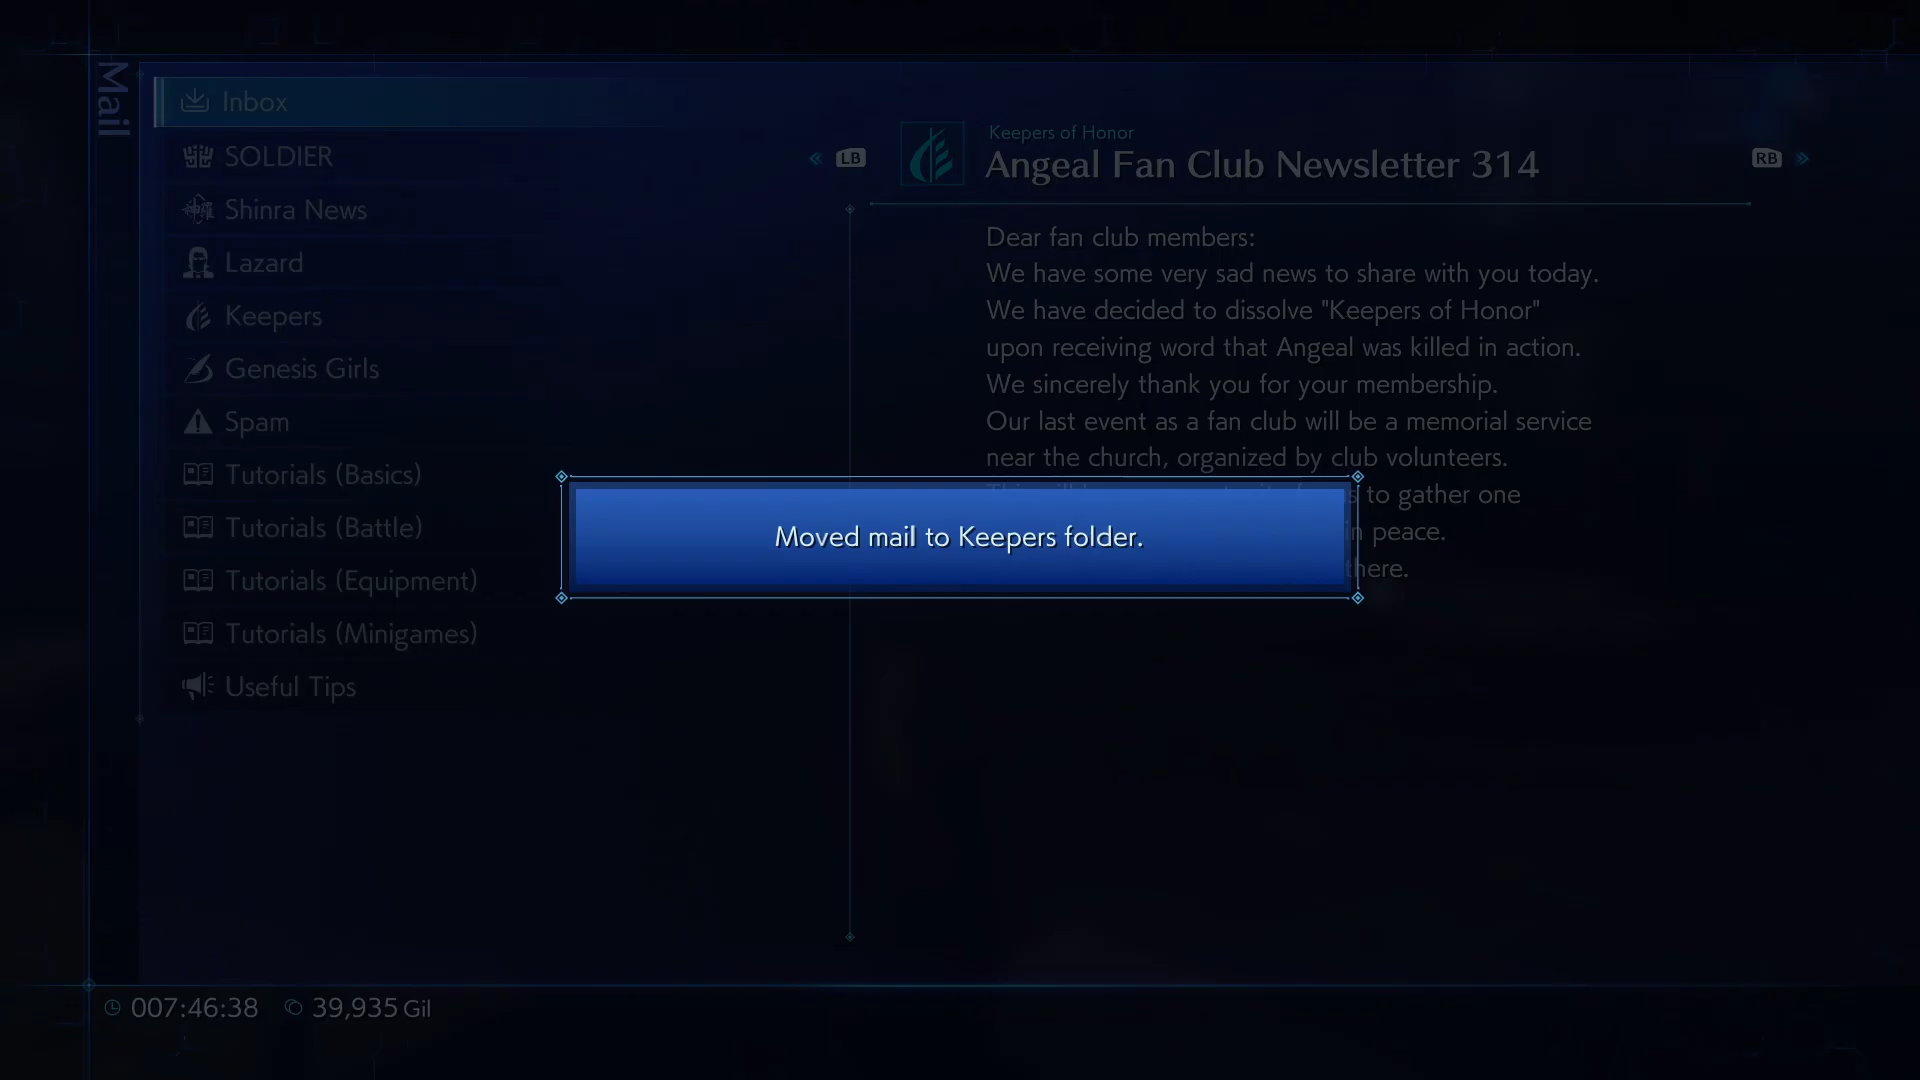 Mail
Inbox
SOLDIER
Shinra News
Lazard
Keepers
Genesis Girls
Spam
Tutorials (Basics)
Tutorials (Battle)
Tutorials (Equipment)
Tutorials (Minigames)
Useful Tips
LB
Keepers of Honor
Angeal Fan Club Newsletter 314
RB
Dear fan club members:
We have some very sad news to share with you today.
We have decided to dissolve "Keepers of Honor"
upon receiving word that Angeal was killed in action.
We sincerely thank you for your membership.
Our last event as a fan club will be a memorial service
near the church, organized by club volunteers.
to gather one
in peace.
there.
Moved mail to Keepers folder.
007:46:38
39,935 Gil